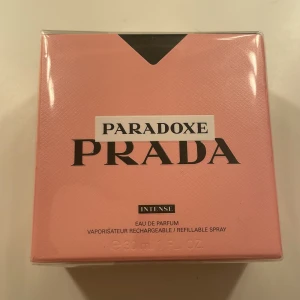 PARADOXE
PRADA
INTENSE
EAU DE PARFUM
VAPORISATEUR RECHARGEABLE / REFILLABLE SPRAY